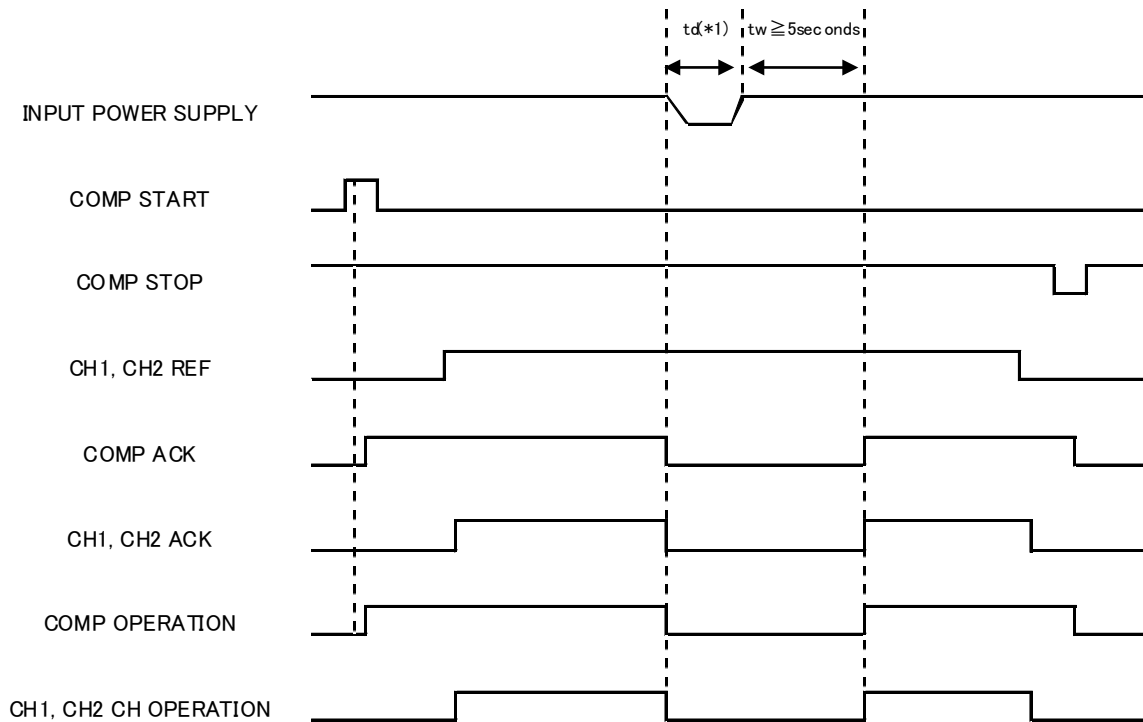 td(*1) tw≧5seconds
INPUT POWER SUPPLY
COMP START
COMP STOP
CH1, CH2 REF
COMP ACK
CH1, CH2 ACK
COMP OPERATION
CH1, CH2 CH OPERATION